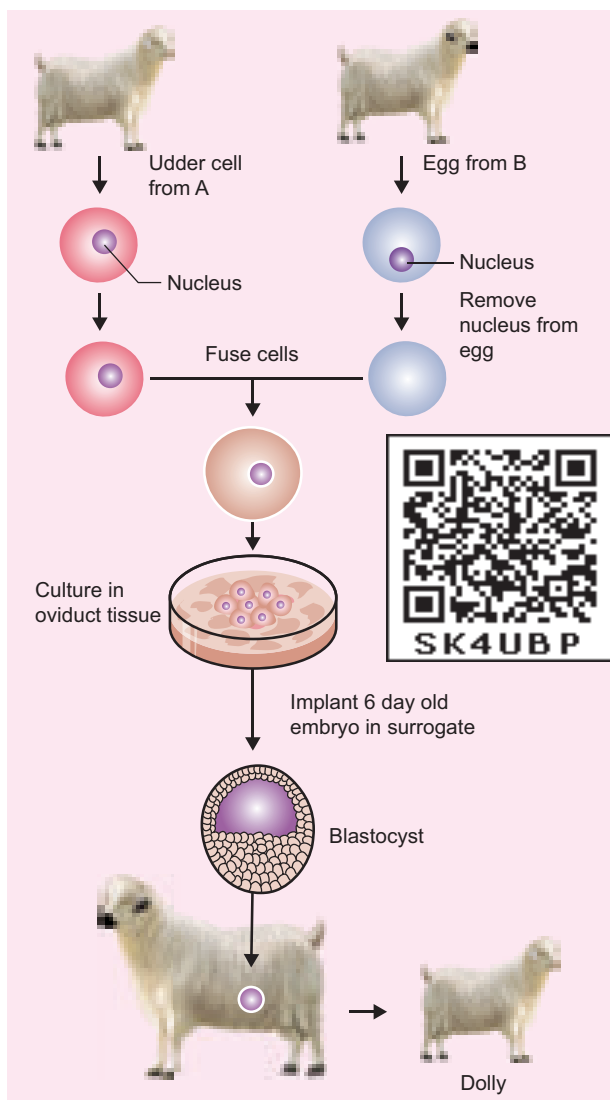 Udder cell
from A
Egg from B
Nucleus
Nucleus
Remove
nucleus from
egg
Fuse cells
SK4UBP
Culture in
oviduct tissue
Implant 6 day old
embryo in surrogate
Blastocyst
Dolly